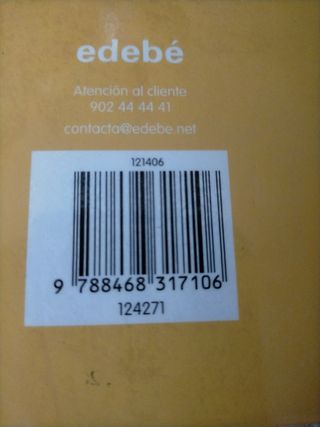 edebé
Atención al cliente
902 44 44 41
contacta@edebe.net
121406
9 788468 317106
124271